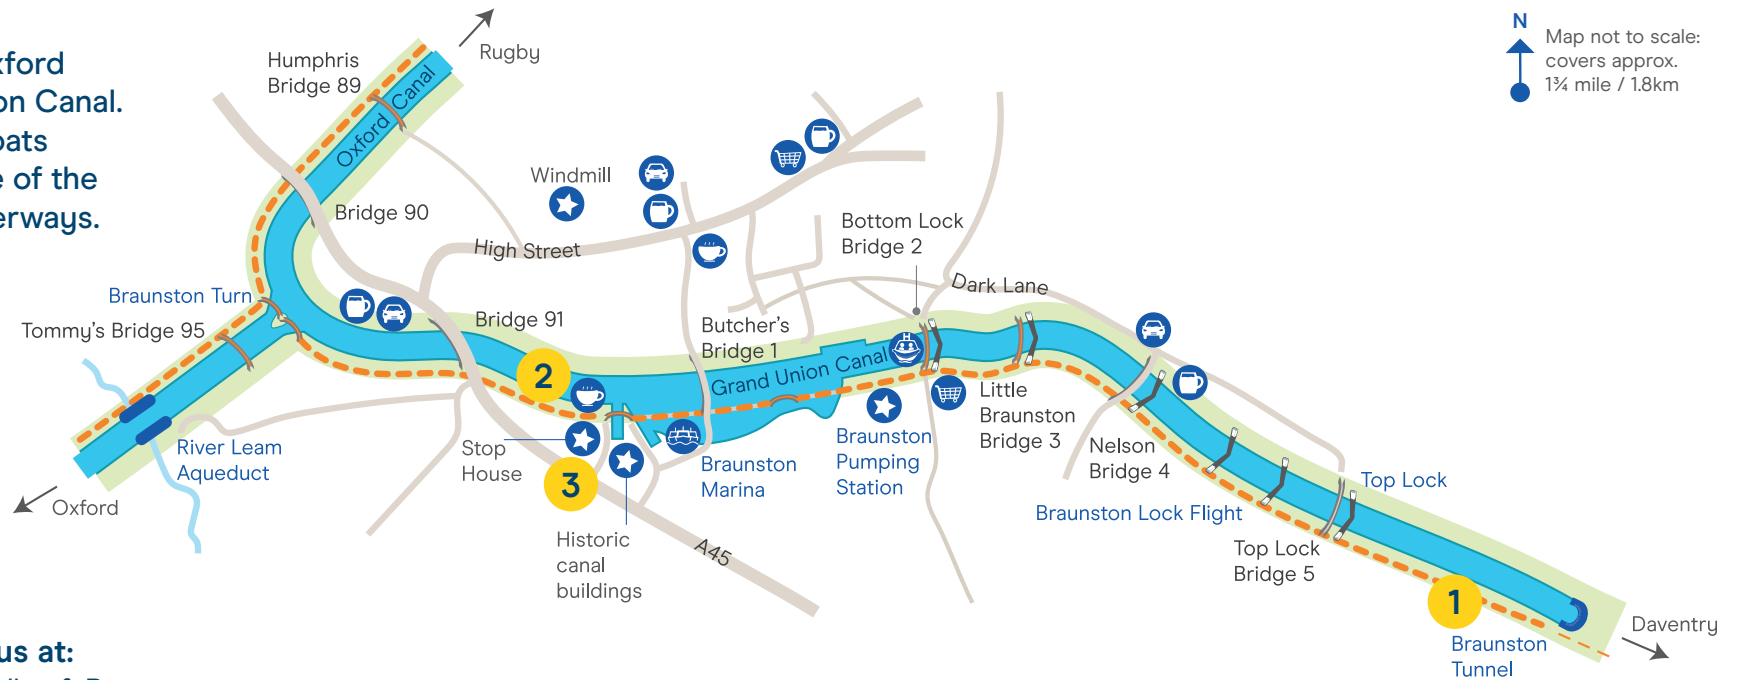 xford
on Canal.
oats
e of the
erways.
us at:
Rugby
Humphris
Bridge 89
Oxford Canal
N
Map not to scale:
covers approx.
1¾ mile / 1.8km
Windmill
Bridge 90
High Street
Bottom Lock
Bridge 2
Dark Lane
Braunston Turn
Tommy's Bridge 95
Bridge 91
Butcher's
Bridge 1
Grand Union Canal
2
Little
Braunston
Bridge 3
Nelson
Bridge 4
River Leam
Aqueduct
Oxford
Stop
House
3
Braunston
Marina
Braunston
Pumping
Station
Historic
canal
buildings
A45
Braunston Lock Flight
Top Lock
Top Lock
Bridge 5
1
Braunston
Tunnel
Daventry